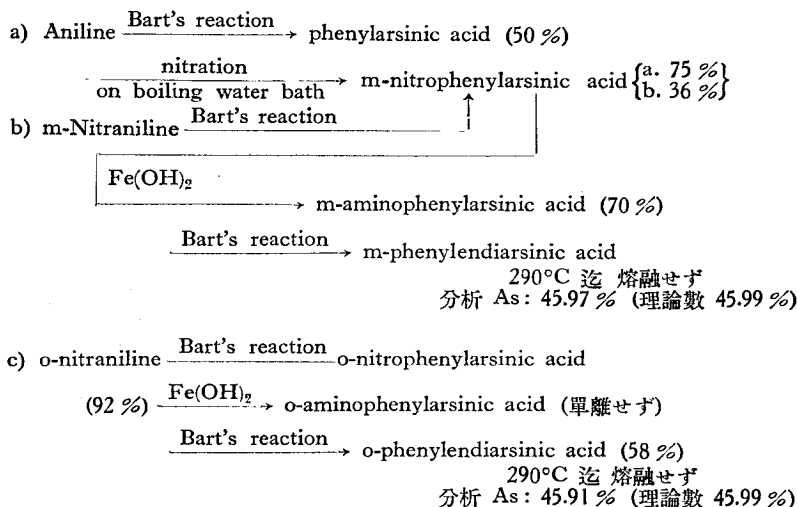 a) Aniline Bart's reaction → phenylarsinic acid (50 %)
nitration
on boiling water bath → m-nitrophenylarsinic acid {a. 75 % b. 36 %}
b) m-Nitraniline Bart's reaction
Fe(OH)₂ → m-aminophenylarsinic acid (70 %)
Bart's reaction → m-phenylendiarsinic acid
290°C 迄 熔融せず
分析 As: 45.97 % (理論數 45.99 %)
c) o-nitraniline Bart's reaction o-nitrophenylarsinic acid
(92 %) Fe(OH)₂ → o-aminophenylarsinic acid (單離せず)
Bart's reaction → o-phenylendiarsinic acid (58 %)
290°C 迄 熔融せず
分析 As: 45.91 % (理論數 45.99 %)